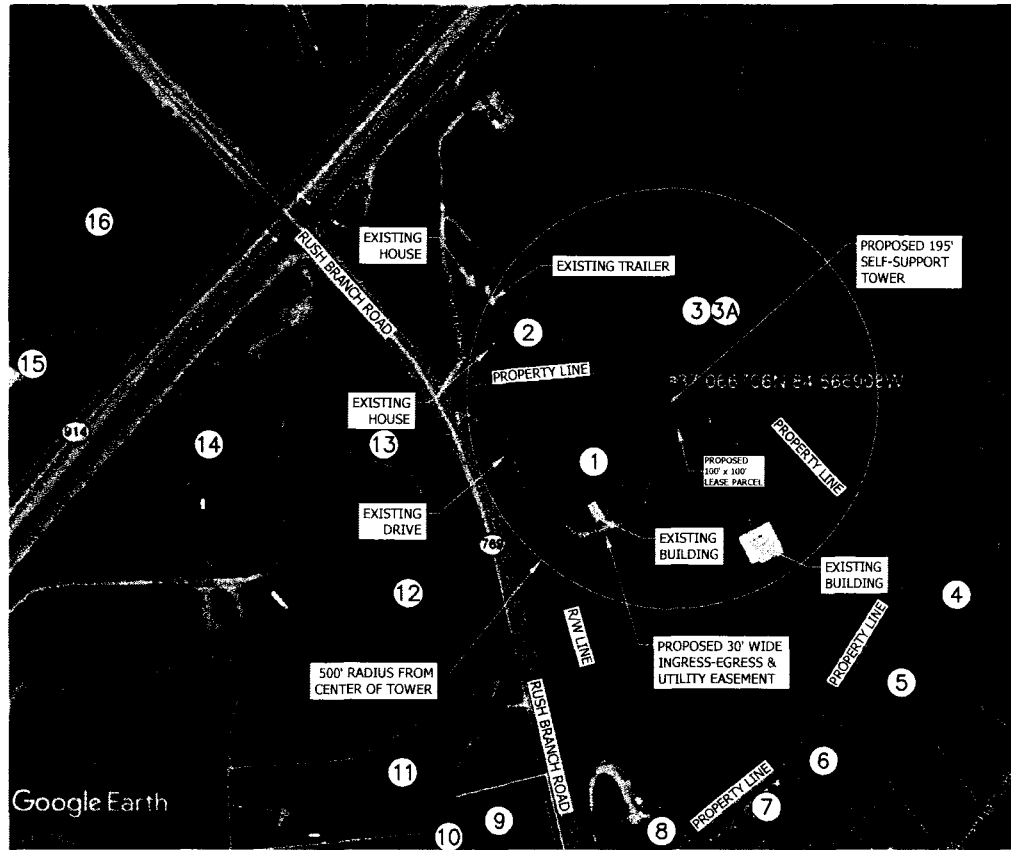 16
EXISTING
HOUSE
RUSH BRANCH ROAD
EXISTING TRAILER
PROPOSED 195'
SELF-SUPPORT
TOWER
3
3A
2
15
PROPERTY LINE
EXISTING
HOUSE
914
14
13
1
PROPOSED
100' x 100'
LEASE PARCEL
PROPERTY LINE
EXISTING
DRIVE
769
EXISTING
BUILDING
EXISTING
BUILDING
12
4
R/W LINE
PROPOSED 30' WIDE
INGRESS-EGRESS &
UTILITY EASEMENT
PROPERTY LINE
500' RADIUS FROM
CENTER OF TOWER
5
RUSH BRANCH ROAD
6
11
PROPERTY LINE
7
Google Earth
9
10
8